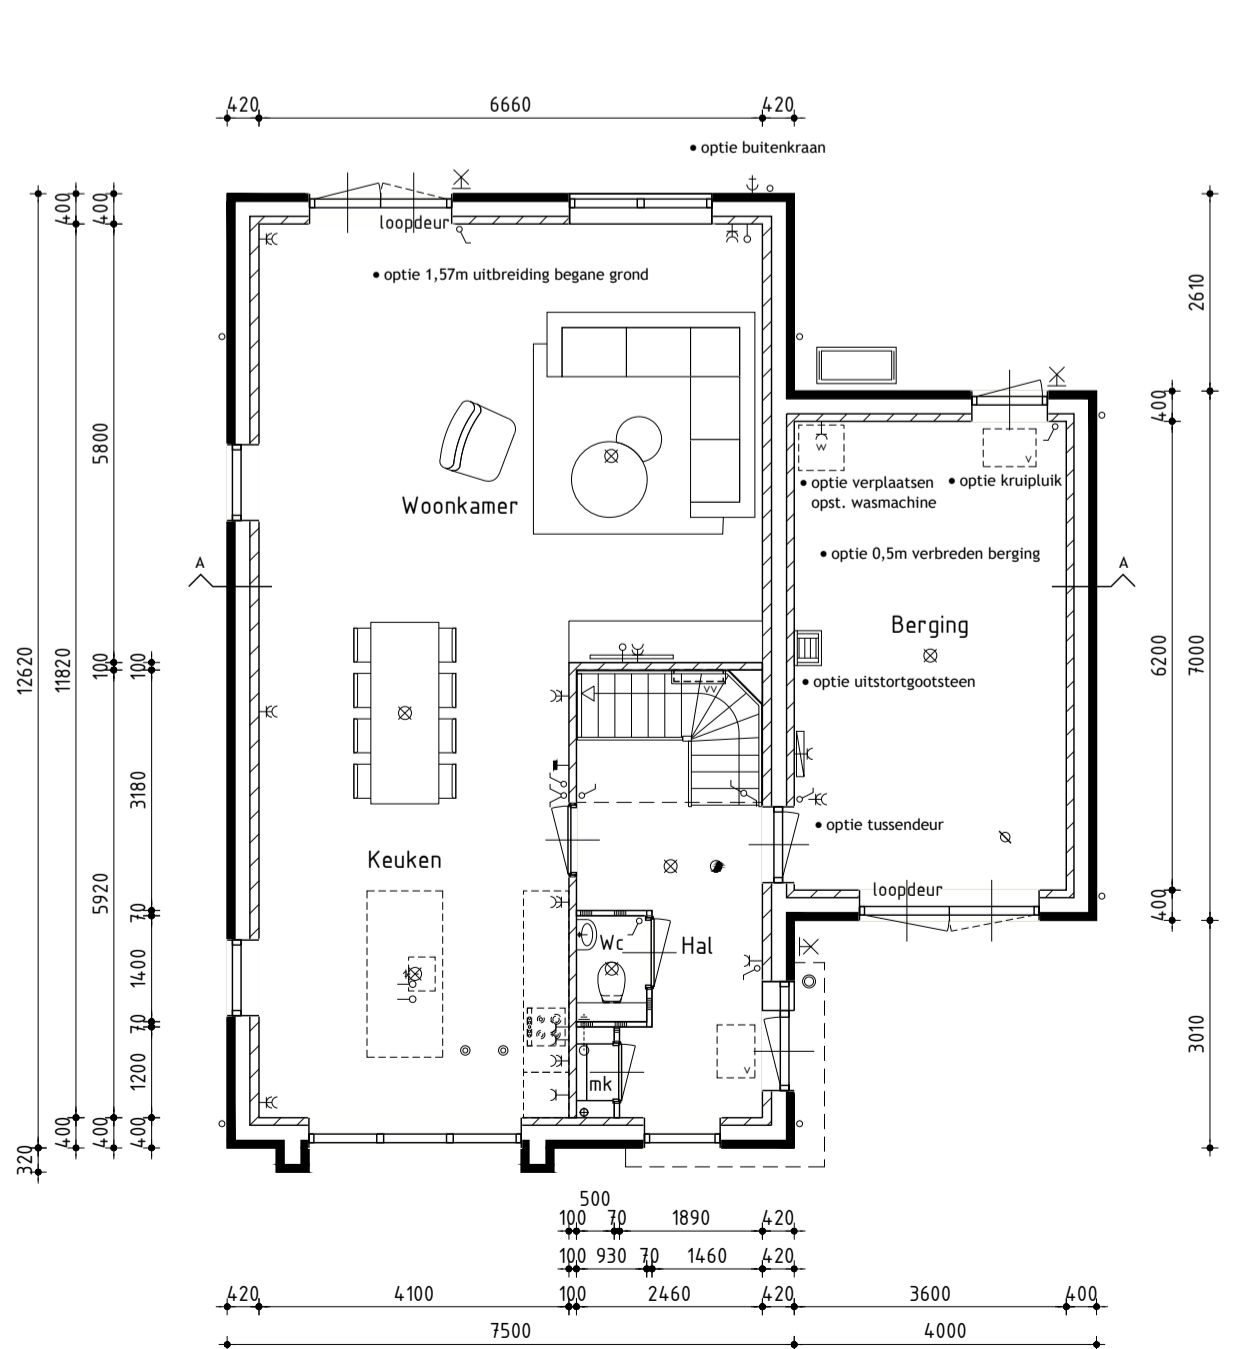 420 6660 420
• optie buitenkraan
loopdeur
• optie 1,57m uitbreiding begane grond
400
400
2610
5800
400
Woonkamer
w
v
• optie verplaatsen
opst. wasmachine
• optie kruipluik
• optie 0,5m verbreden berging
A
A
Berging
12620
11820
100
100
6200
7000
• optie uitstortgootsteen
vv
3180
• optie tussendeur
Keuken
5920
loopdeur
70
400
Wc
Hal
1400
70
3010
1200
mk
v
400
400
400
320
500
100 70 1890 420
100 930 70 1460 420
420 4100 100 2460 420 3600 400
7500 4000